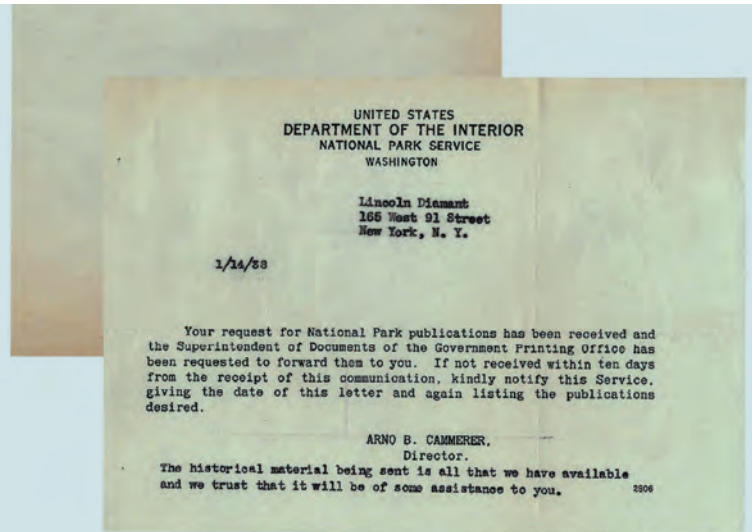 UNITED STATES
DEPARTMENT OF THE INTERIOR
NATIONAL PARK SERVICE
WASHINGTON
Lincoln Diamant
165 West 91 Street
New York, N. Y.
1/14/38
Your request for National Park publications has been received and
the Superintendent of Documents of the Government Printing Office has
been requested to forward them to you. If not received within ten days
from the receipt of this communication, kindly notify this Service,
giving the date of this letter and again listing the publications
desired.
ARNO B. CAMMERER,
Director.
The historical material being sent is all that we have available
and we trust that it will be of some assistance to you.
2806